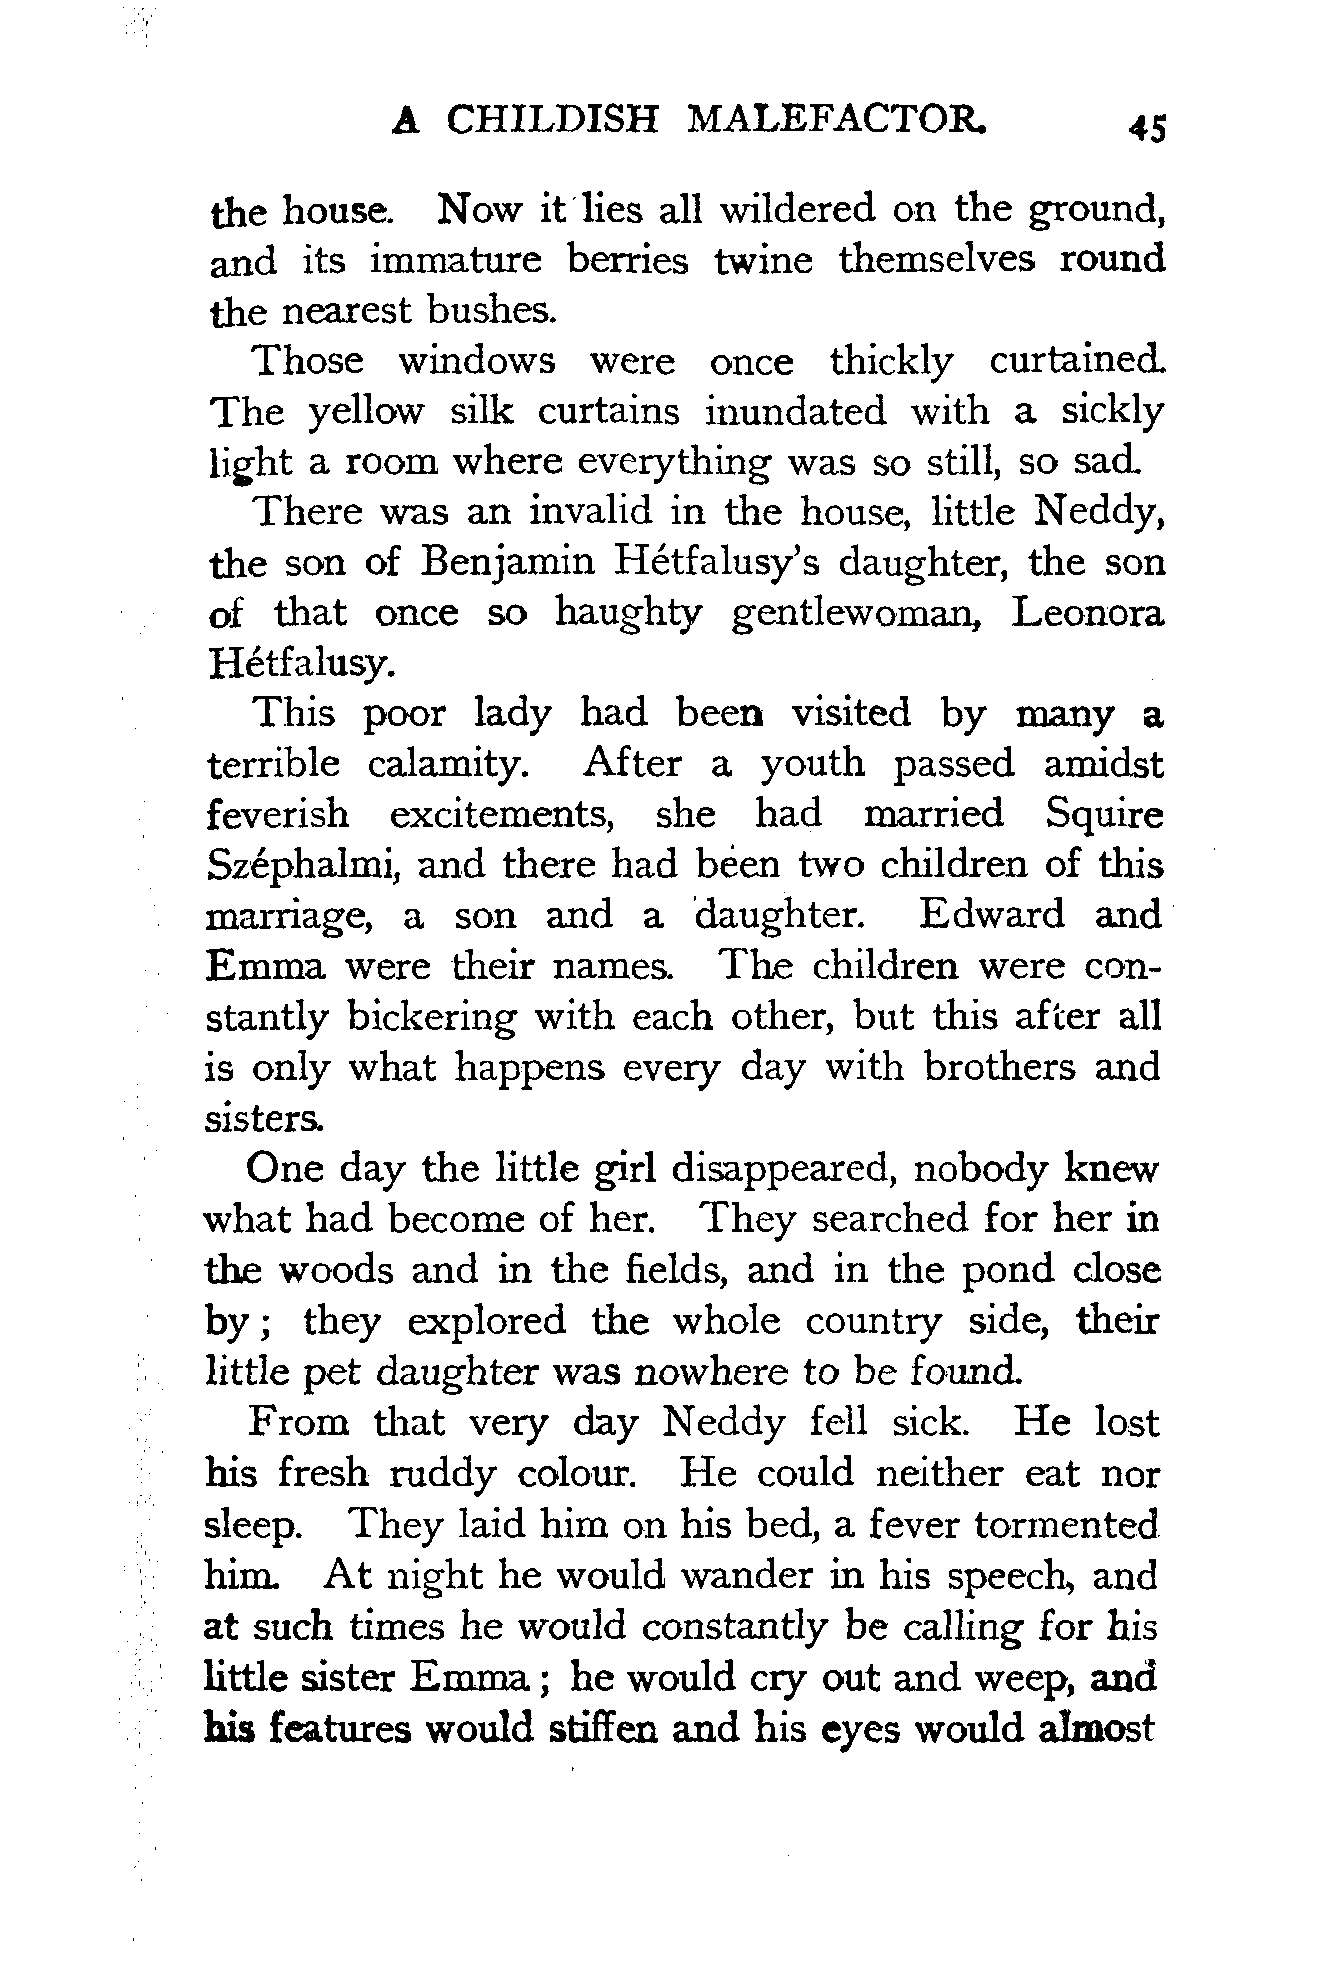 A CHILDISH MALEFACTOR. 45
the house. Now it lies all wildered on the ground,
and its immature berries twine themselves round
the nearest bushes.
Those windows were once thickly curtained.
The yellow silk curtains inundated with a sickly
light a room where everything was so still, so sad.
There was an invalid in the house, little Neddy,
the son of Benjamin Hétfalusy's daughter, the son
of that once so haughty gentlewoman, Leonora
Hétfalusy.
This poor lady had been visited by many a
terrible calamity. After a youth passed amidst
feverish excitements, she had married Squire
Széphalmi, and there had been two children of this
marriage, a son and a daughter. Edward and
Emma were their names. The children were con-
stantly bickering with each other, but this after all
is only what happens every day with brothers and
sisters.
One day the little girl disappeared, nobody knew
what had become of her. They searched for her in
the woods and in the fields, and in the pond close
by; they explored the whole country side, their
little pet daughter was nowhere to be found.
From that very day Neddy fell sick. He lost
his fresh ruddy colour. He could neither eat nor
sleep. They laid him on his bed, a fever tormented
him. At night he would wander in his speech, and
at such times he would constantly be calling for his
little sister Emma; he would cry out and weep, and
his features would stiffen and his eyes would almost